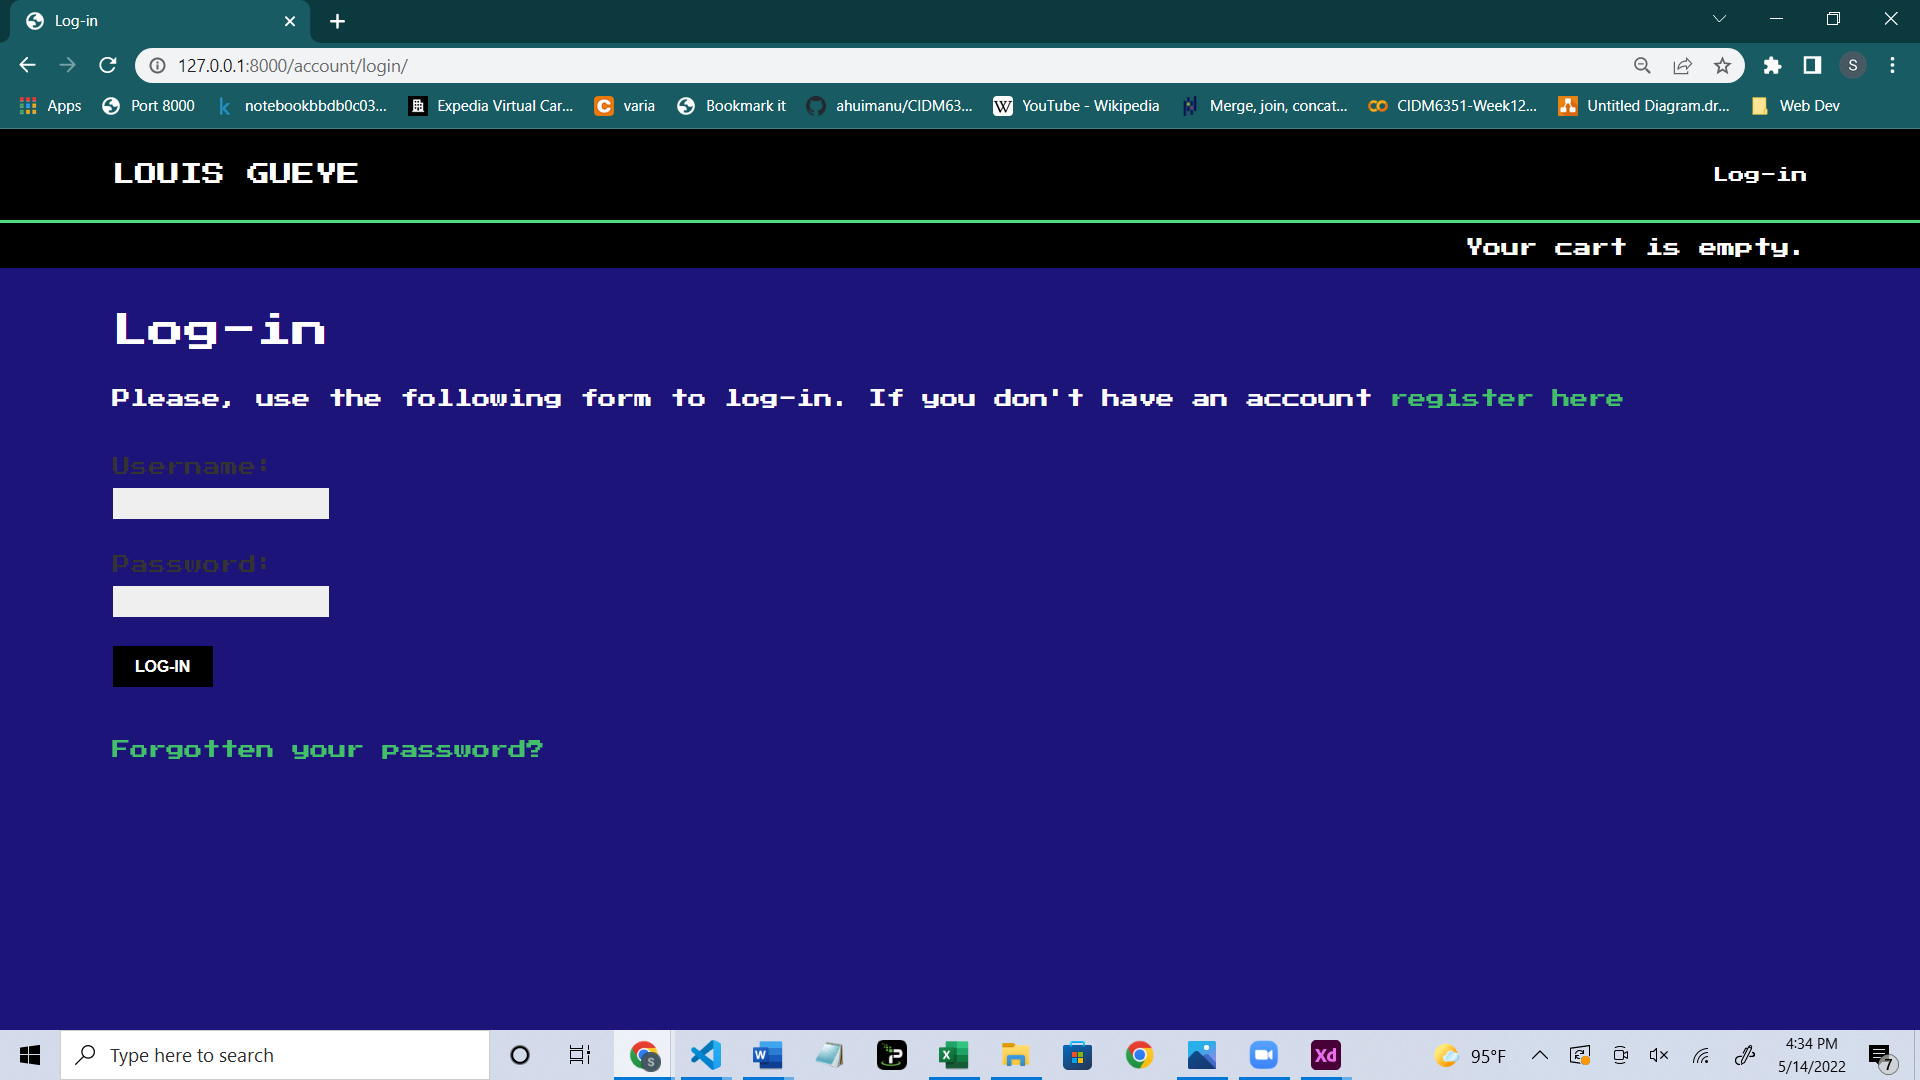 Log-in
127.0.0.1:8000/account/login/
S
Apps Port 8000 notebookbbdb0c03... Expedia Virtual Car... varia Bookmark it ahuimanu/CIDM63... YouTube - Wikipedia Merge, join, concat... CIDM6351-Week12... Untitled Diagram.dr... Web Dev
LOUIS GUEYE Log-in
Your cart is empty.
Log-in
Please, use the following form to log-in. If you don't have an account register here
Username:
Password:
LOG-IN
Forgotten your password?
Type here to search
95°F
4:34 PM
5/14/2022
7